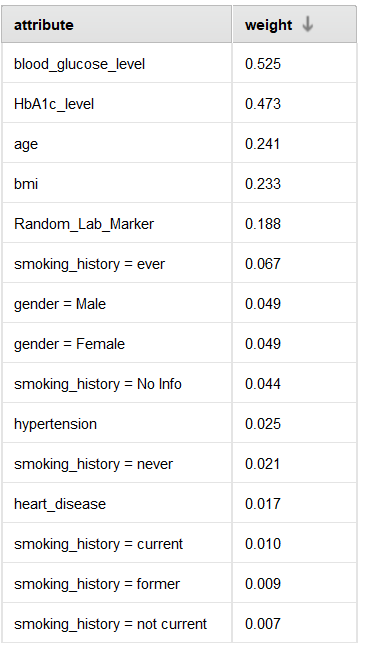 attribute weight ↓
blood_glucose_level 0.525
HbA1c_level 0.473
age 0.241
bmi 0.233
Random_Lab_Marker 0.188
smoking_history = ever 0.067
gender = Male 0.049
gender = Female 0.049
smoking_history = No Info 0.044
hypertension 0.025
smoking_history = never 0.021
heart_disease 0.017
smoking_history = current 0.010
smoking_history = former 0.009
smoking_history = not current 0.007